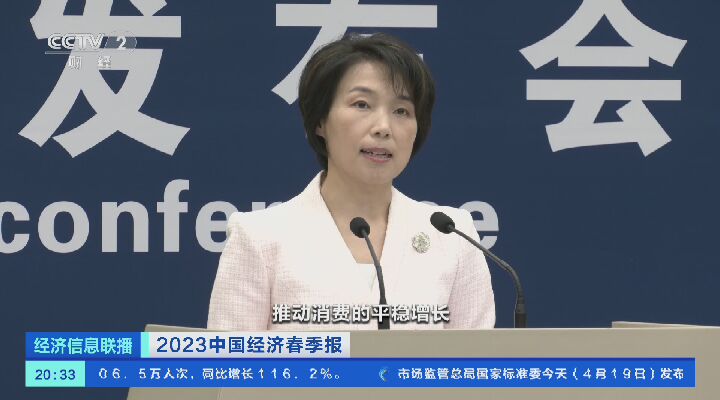 CCTV 2
财经
发布会
conference
推动消费的平稳增长
经济信息联播
2023中国经济春季报
20:33
06.5万人次，同比增长116.2%。
市场监管总局国家标准委今天（4月19日）发布